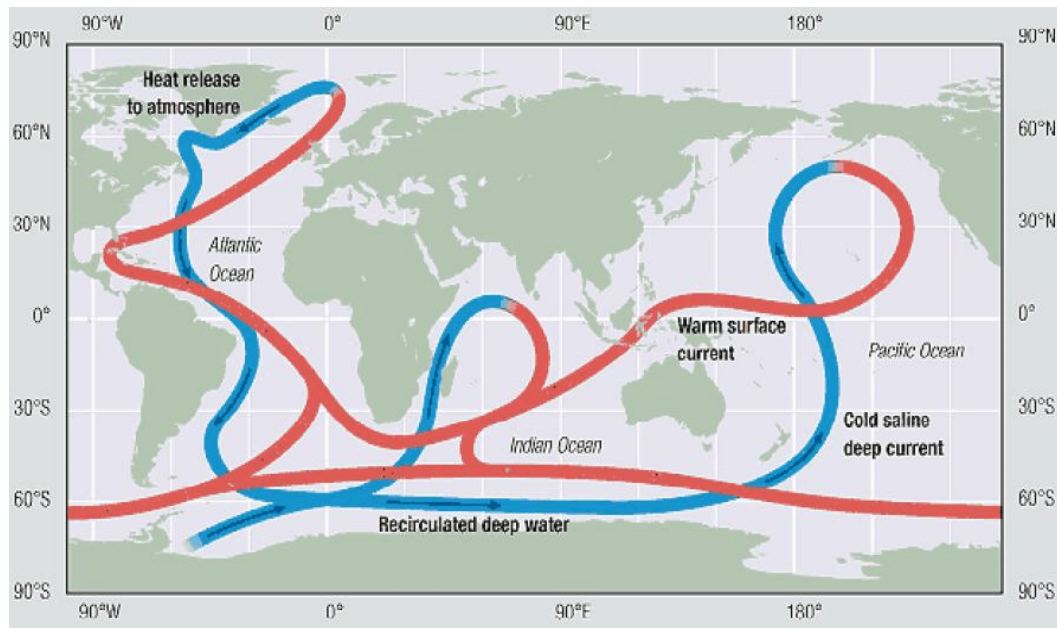 90°W 0° 90°E 180°
90°N 90°N
Heat release
to atmosphere
60°N 60°N
30°N 30°N
Atlantic
Ocean
0° 0°
Warm surface
current
Pacific Ocean
30°S 30°S
Cold saline
deep current
Indian Ocean
60°S 60°S
Recirculated deep water
90°S 90°S
90°W 0° 90°E 180°